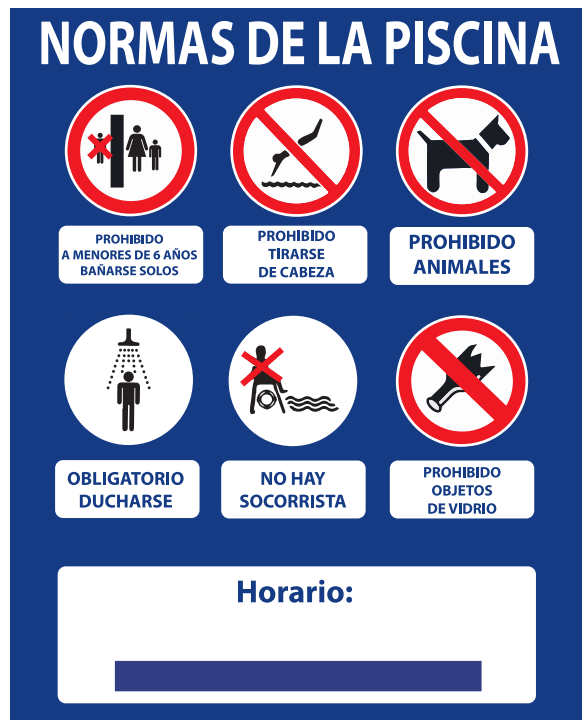 NORMAS DE LA PISCINA
PROHIBIDO
A MENORES DE 6 AÑOS
BAÑARSE SOLOS
PROHIBIDO
TIRARSE
DE CABEZA
PROHIBIDO
ANIMALES
OBLIGATORIO
DUCHARSE
NO HAY
SOCORRISTA
PROHIBIDO
OBJETOS
DE VIDRIO
Horario: